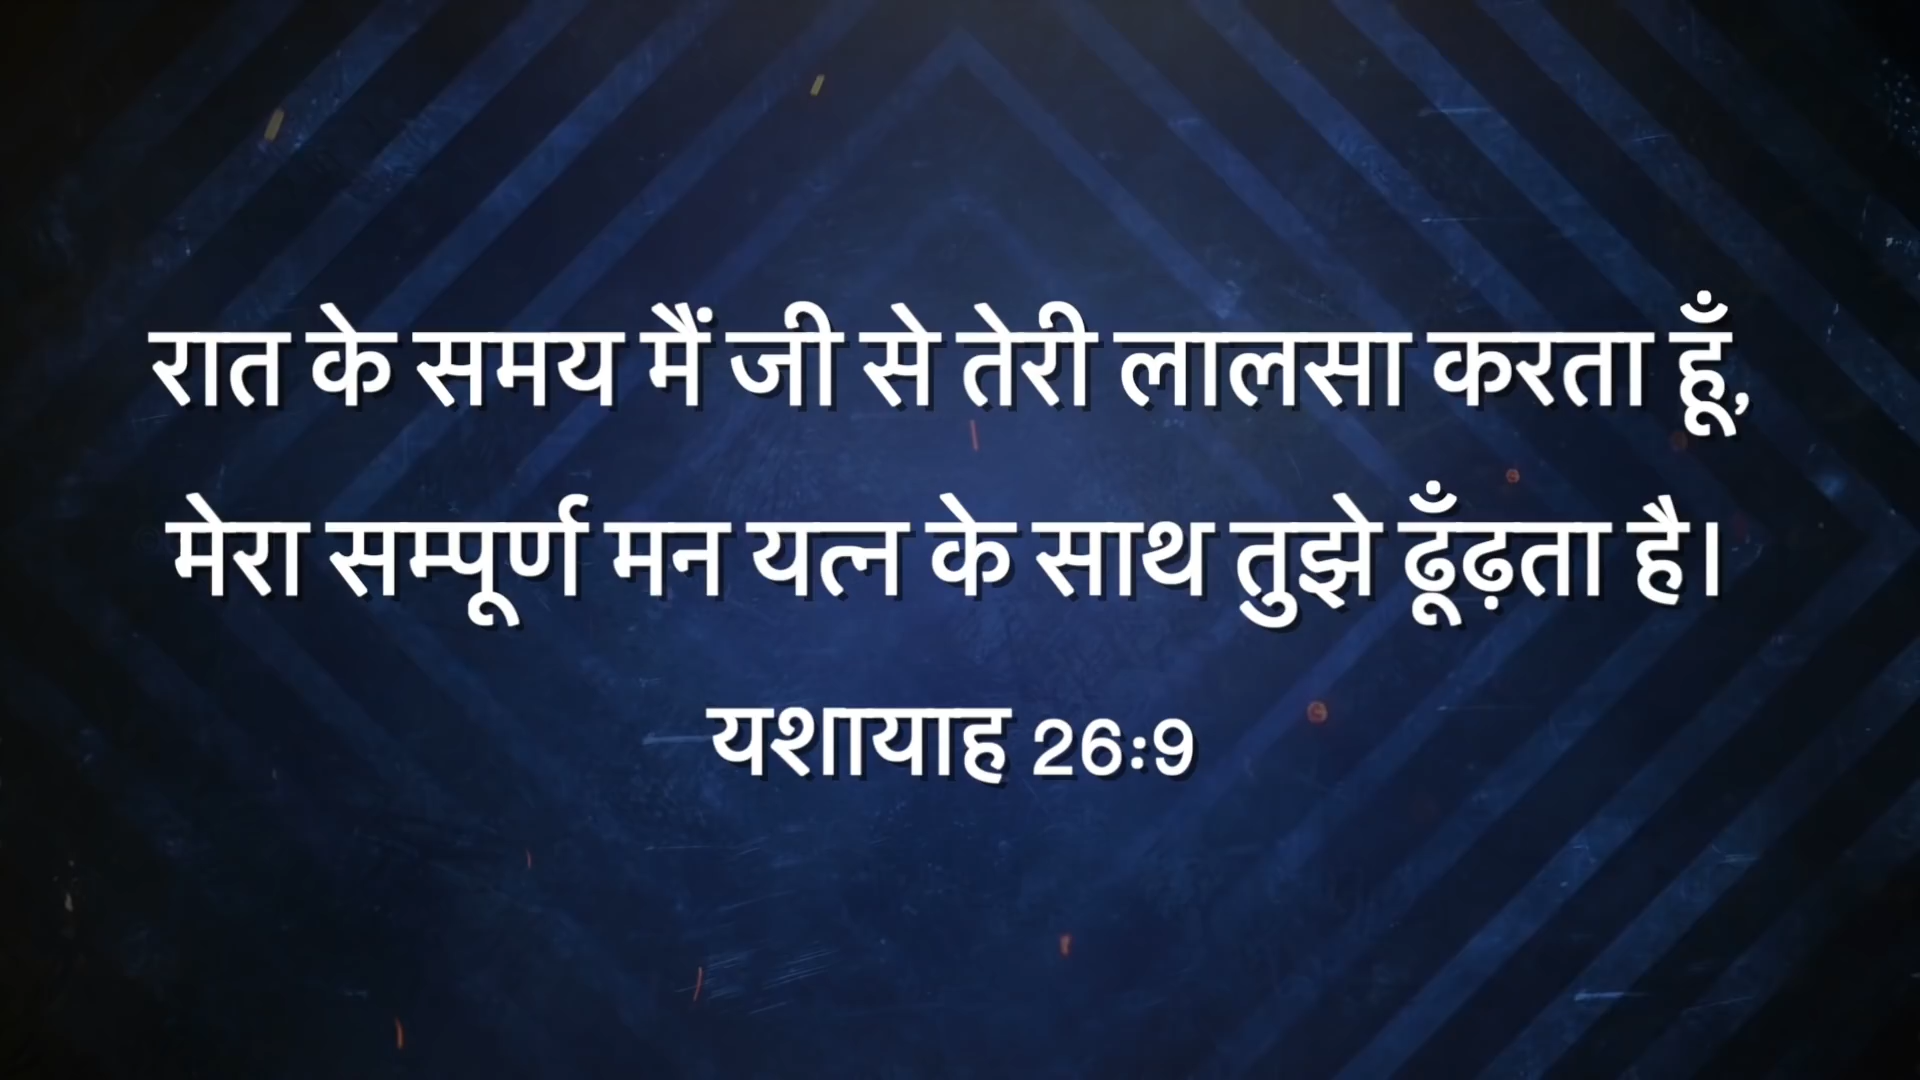 रात के समय मैं जी से तेरी लालसा करता हूँ,
मेरा सम्पूर्ण मन यत्न के साथ तुझे ढूँढ़ता है।
यशायाह 26:9